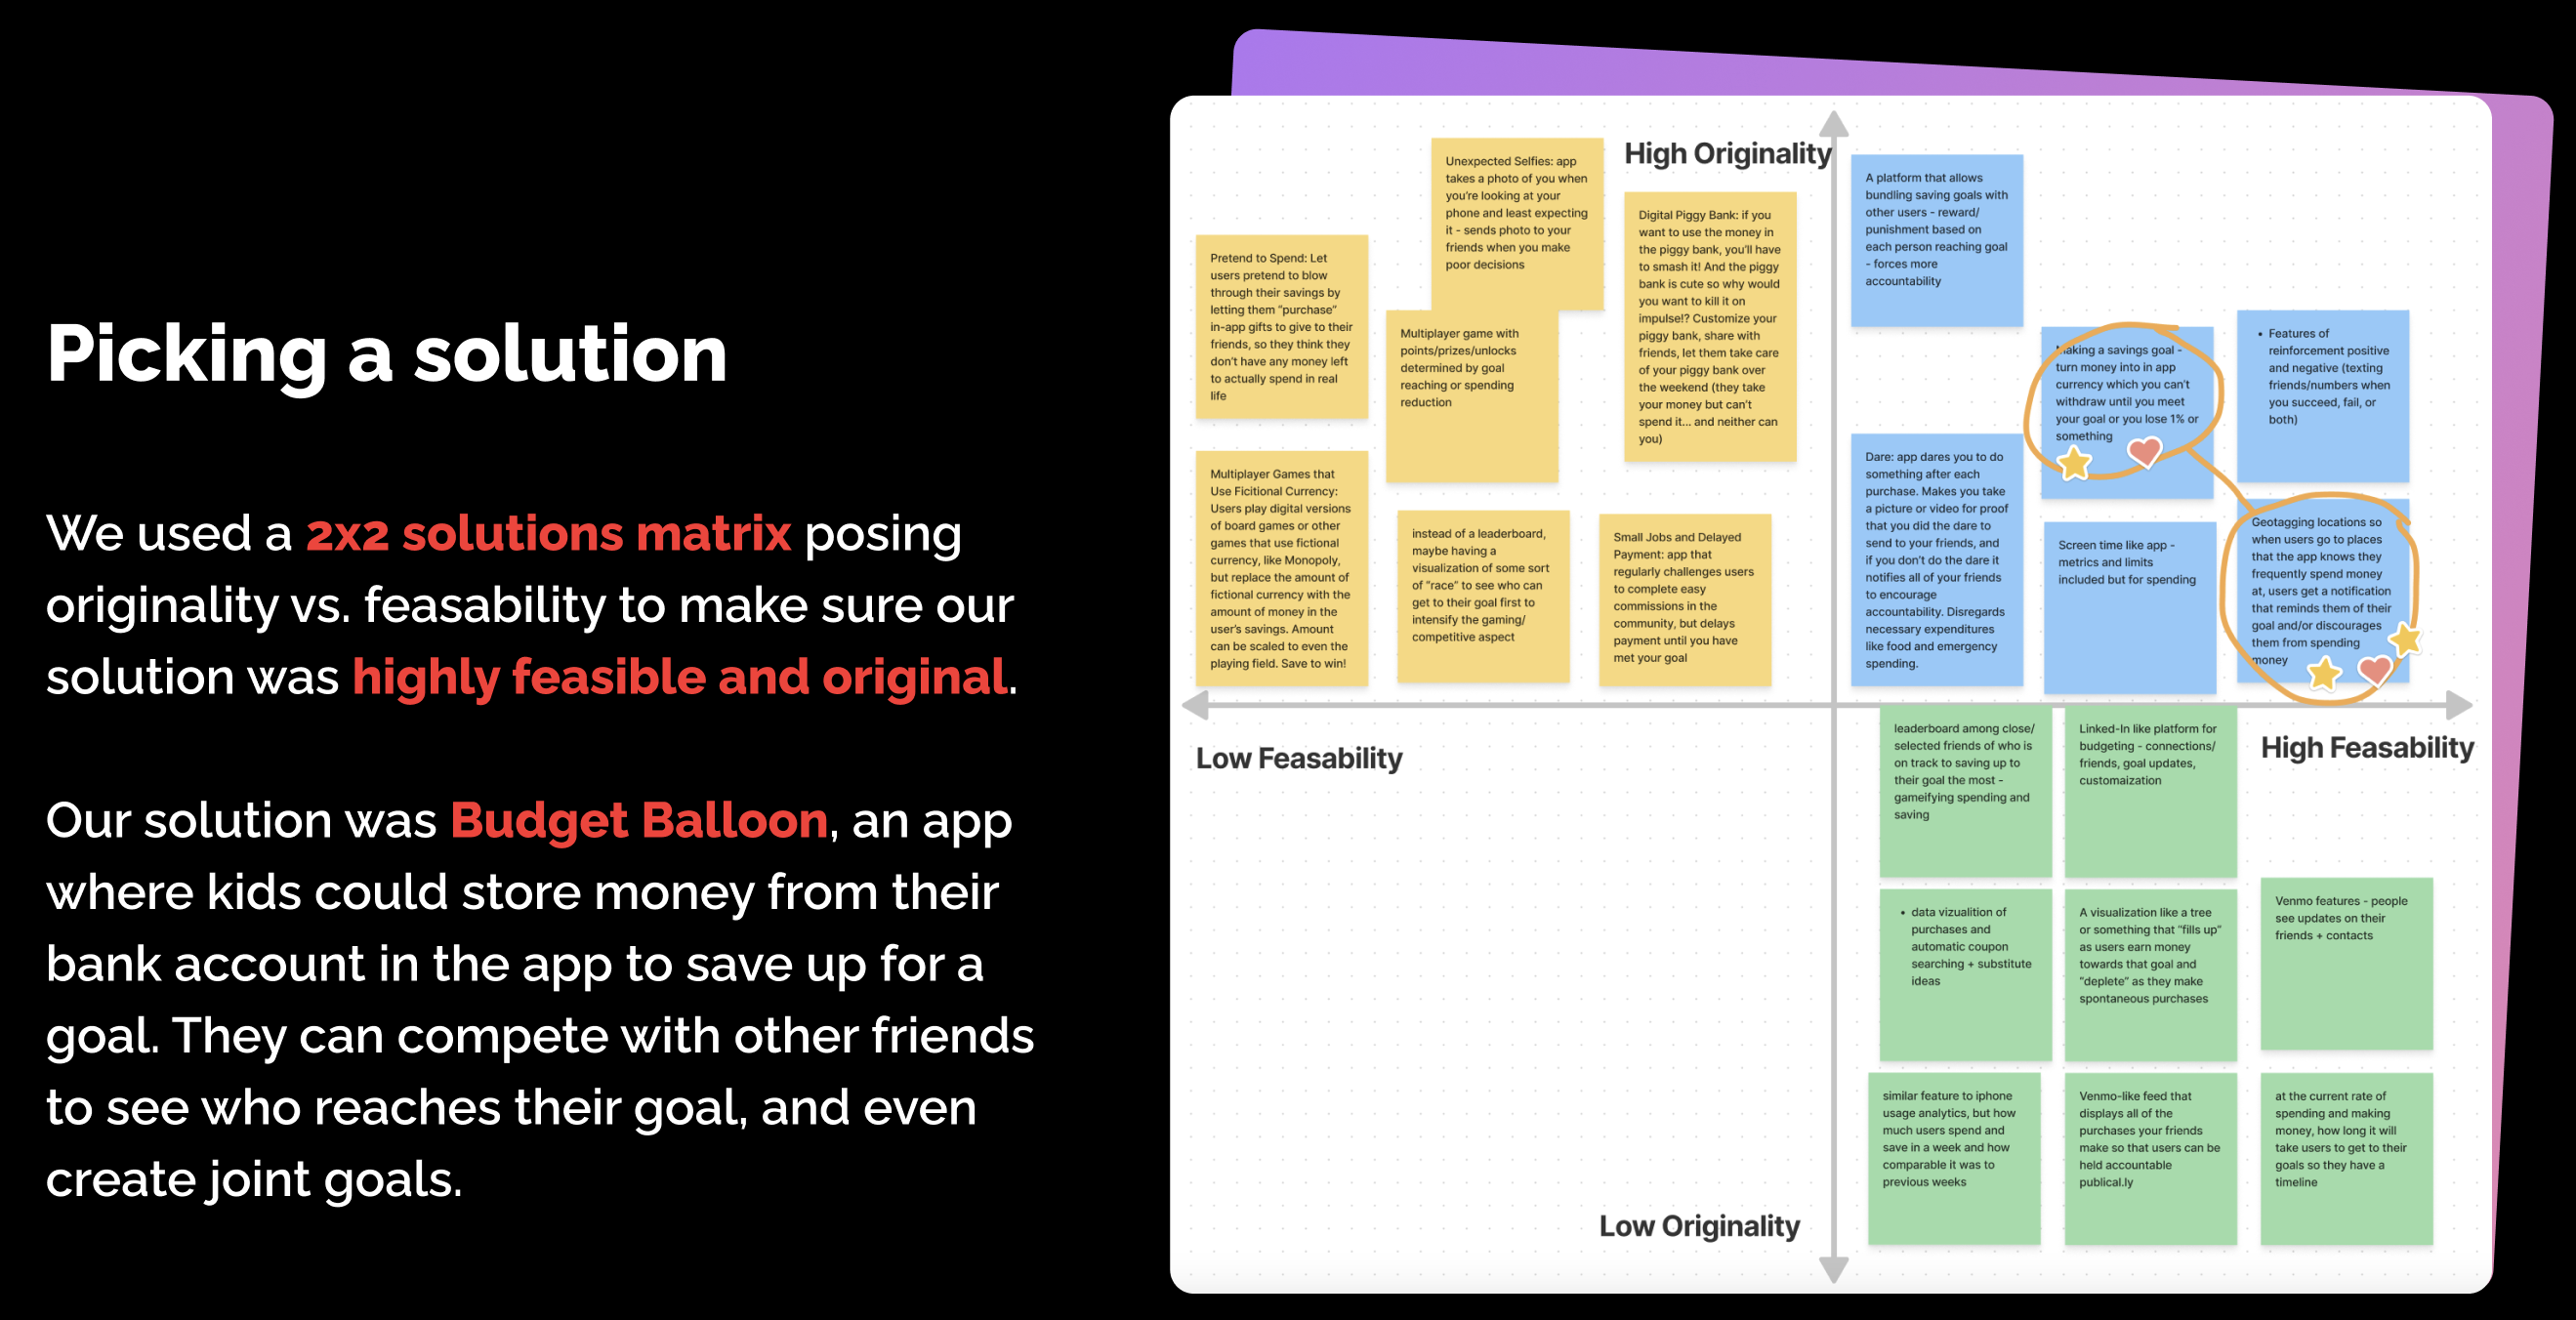 Picking a solution
We used a 2x2 solutions matrix posing
originality vs. feasability to make sure our
solution was highly feasible and original.
Our solution was Budget Balloon, an app
where kids could store money from their
bank account in the app to save up for a
goal. They can compete with other friends
to see who reaches their goal, and even
create joint goals.
High Originality
Unexpected Selfies: app
takes a photo of you when
you're looking at your
phone and least expecting
it - sends photo to your
friends when you make
poor decisions
Digital Piggy Bank: if you
want to use the money in
the piggy bank, you'll have
to smash it! And the piggy
bank is cute so why would
you want to kill it on
impulse!? Customize your
piggy bank, share with
friends, let them take care
of your piggy bank over
the weekend (they take
your money but can't
spend it... and neither can
you)
Pretend to Spend: Let
users pretend to blow
through their savings by
letting them "purchase"
in-app gifts to give to their
friends, so they think they
don't have any money left
to actually spend in real
life
Multiplayer game with
points/prizes/unlocks
determined by goal
reaching or spending
reduction
Multiplayer Games that
Use Ficitional Currency:
Users play digital versions
of board games or other
games that use fictional
currency, like Monopoly,
but replace the amount of
fictional currency with the
amount of money in the
user's savings. Amount
can be scaled to even the
playing field. Save to win!
instead of a leaderboard,
maybe having a
visualization of some sort
of "race" to see who can
get to their goal first to
intensify the gaming/
competitive aspect
Small Jobs and Delayed
Payment: app that
regularly challenges users
to complete easy
commissions in the
community, but delays
payment until you have
met your goal
A platform that allows
bundling saving goals with
other users - reward/
punishment based on
each person reaching goal
- forces more
accountability
Making a savings goal -
turn money into in app
currency which you can't
withdraw until you meet
your goal or you lose 1% or
something
• Features of
reinforcement positive
and negative (texting
friends/numbers when
you succeed, fail, or
both)
Dare: app dares you to do
something after each
purchase. Makes you take
a picture or video for proof
that you did the dare to
send to your friends, and
if you don't do the dare it
notifies all of your friends
to encourage
accountability. Disregards
necessary expenditures
like food and emergency
spending.
Screen time like app -
metrics and limits
included but for spending
Geotagging locations so
when users go to places
that the app knows they
frequently spend money
at, users get a notification
that reminds them of their
goal and/or discourages
them from spending
money
Low Feasability
High Feasability
leaderboard among close/
selected friends of who is
on track to saving up to
their goal the most -
gameifying spending and
saving
Linked-In like platform for
budgeting - connections/
friends, goal updates,
customaization
• data vizualition of
purchases and
automatic coupon
searching + substitute
ideas
A visualization like a tree
or something that "fills up"
as users earn money
towards that goal and
"deplete" as they make
spontaneous purchases
Venmo features - people
see updates on their
friends + contacts
similar feature to iphone
usage analytics, but how
much users spend and
save in a week and how
comparable it was to
previous weeks
Venmo-like feed that
displays all of the
purchases your friends
make so that users can be
held accountable
publical.ly
at the current rate of
spending and making
money, how long it will
take users to get to their
goals so they have a
timeline
Low Originality